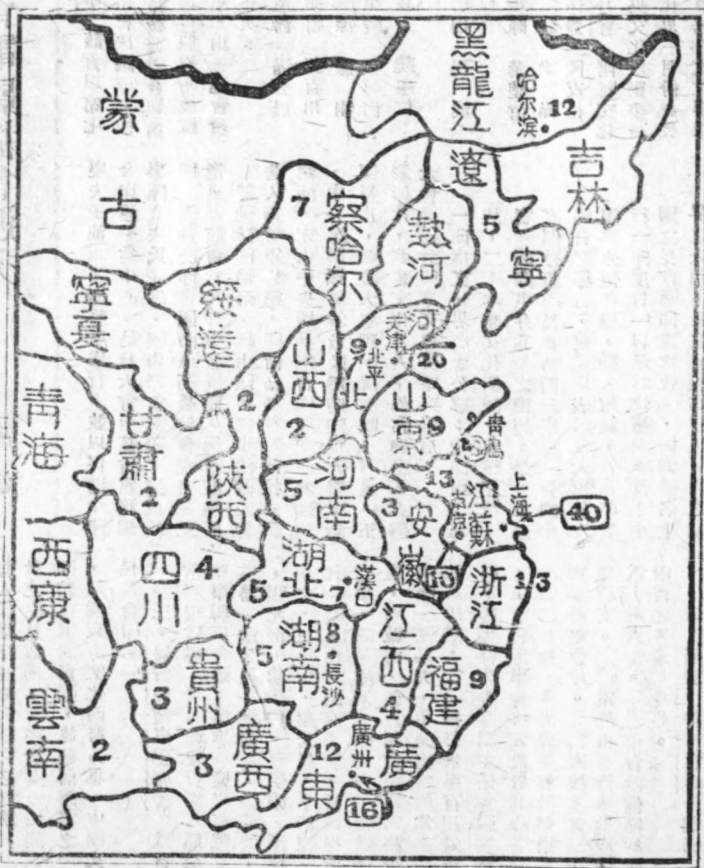 黑龍江
哈尔滨
12
吉林
蒙古
遼寧
5
7
察哈尔
熱河
綏遠
寧夏
河北
天津
20
9
北平
山西
2
山東
9
青島
青海
甘肅
2
陝西
2
河南
5
13
江蘇
南京
10
上海
40
安徽
3
西康
四川
4
湖北
5
漢口
7
浙江
13
湖南
5
8
長沙
江西
4
福建
9
貴州
3
雲南
2
廣西
3
廣東
12
廣州
16